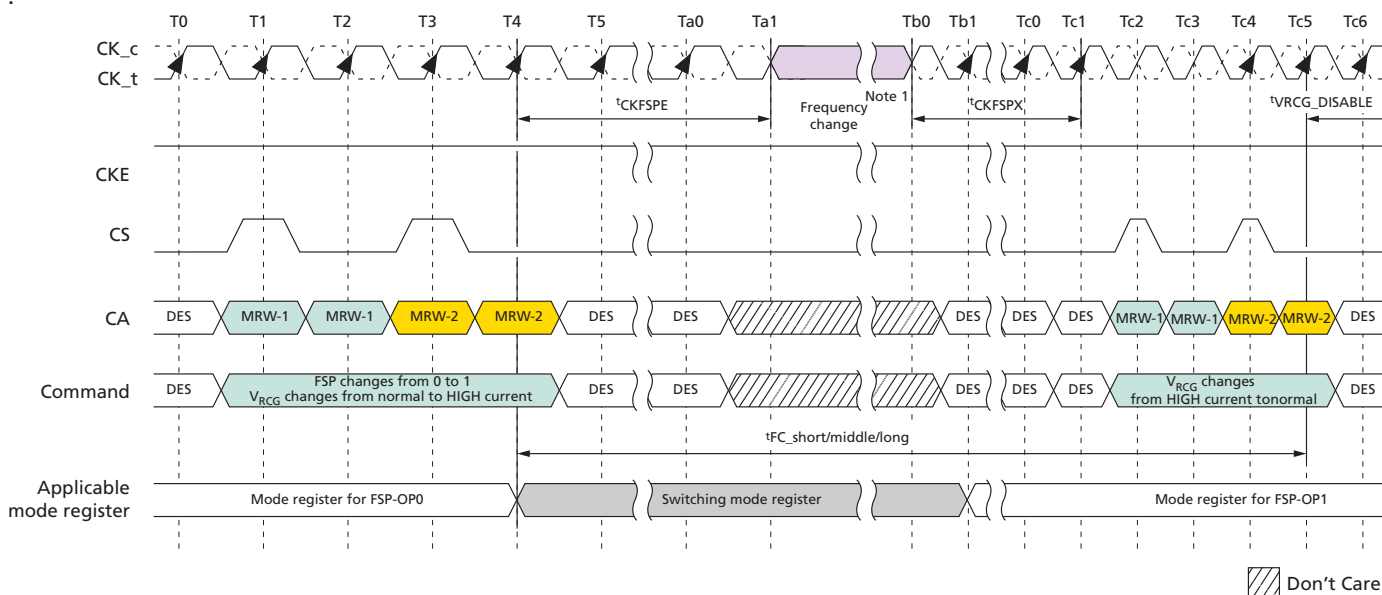 .
T0 T1 T2 T3 T4 T5 Ta0 Ta1 Tb0 Tb1 Tc0 Tc1 Tc2 Tc3 Tc4 Tc5 Tc6
CK_c
CK_t
tCKFSPE Frequency change Note 1 tCKFSPX tVRCG_DISABLE
CKE
CS
CA DES MRW-1 MRW-1 MRW-2 MRW-2 DES DES DES DES DES MRW-1 MRW-1 MRW-2 MRW-2 DES
Command DES FSP changes from 0 to 1 VRCG changes from normal to HIGH current DES DES DES DES DES VRCG changes from HIGH current tonormal DES
tFC_short/middle/long
Applicable mode register Mode register for FSP-OP0 Switching mode register Mode register for FSP-OP1
Don't Care